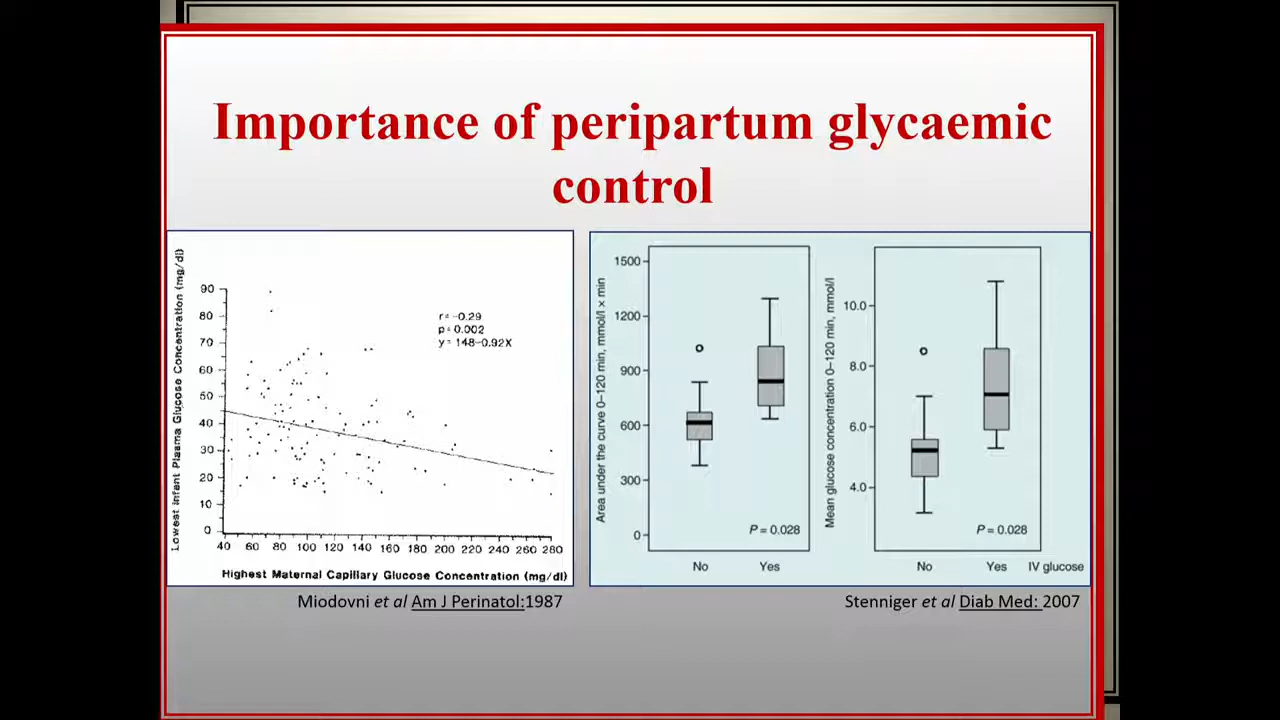 Importance of peripartum glycaemic
control
Lowest Infant Plasma Glucose Concentration (mg/dl)
90
80
70
60
50
40
30
20
10
0
r=-0.29
p=0.002
y=148-0.92X
40 60 80 100 120 140 160 180 200 220 240 260 280
Highest Maternal Capillary Glucose Concentration (mg/dl)
Miodovni et al Am J Perinatol:1987
Area under the curve 0–120 min, mmol/l × min
1500
1200
900
600
300
0
P = 0.028
No Yes
Mean glucose concentration 0–120 min, mmol/l
10.0
8.0
6.0
4.0
P = 0.028
No Yes IV glucose
Stenniger et al Diab Med: 2007